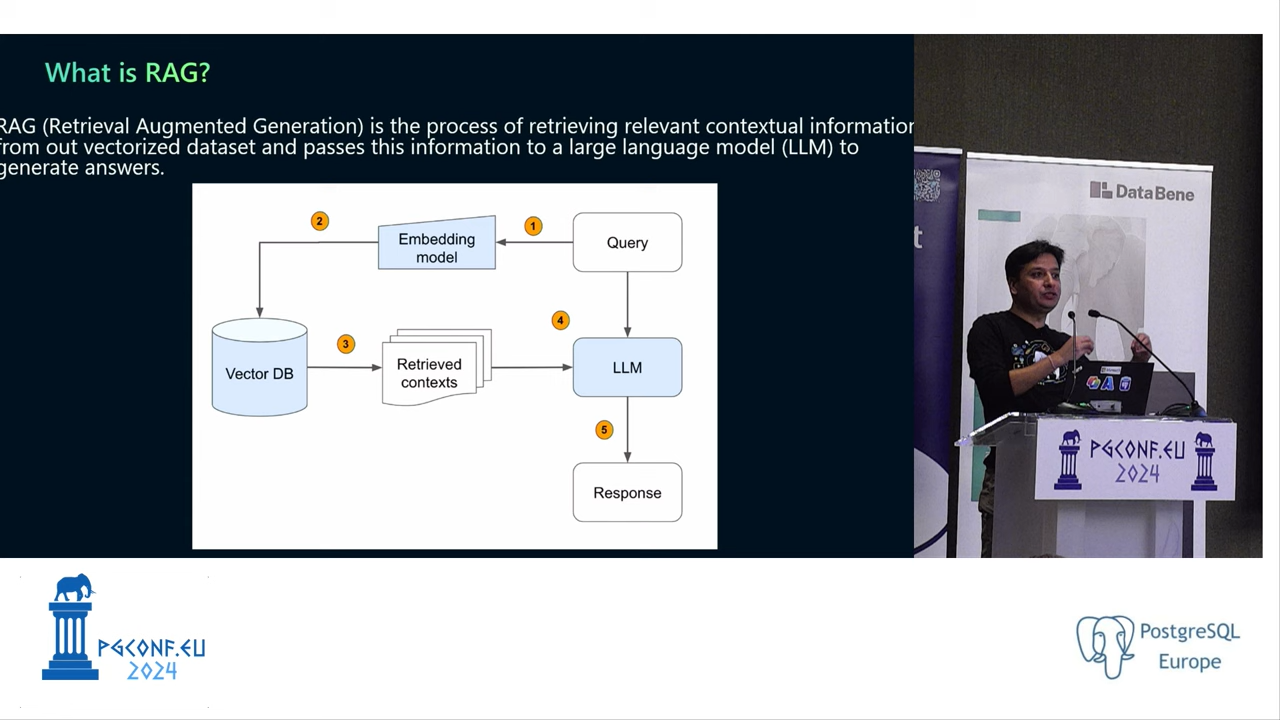 What is RAG?
RAG (Retrieval Augmented Generation) is the process of retrieving relevant contextual information
from out vectorized dataset and passes this information to a large language model (LLM) to
generate answers.
2
1
Embedding
model
Query
4
3
Vector DB
Retrieved
contexts
LLM
5
Response
DataBene
t
PGCONF.EU
2024
PGCONF.EU
2024
PostgreSQL
Europe